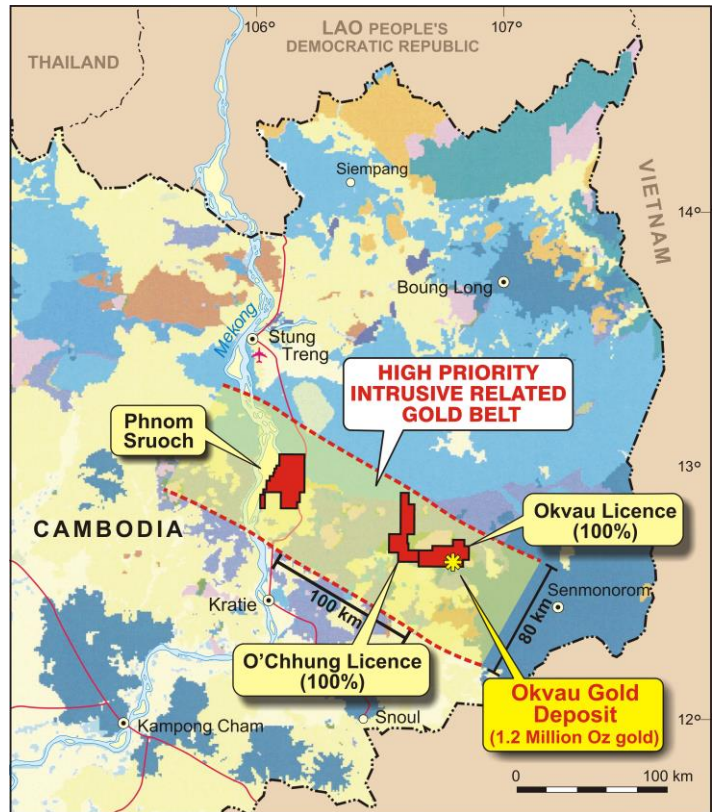 106°
107°
LAO PEOPLE'S
DEMOCRATIC REPUBLIC
THAILAND
Siempang
VIETNAM
14°
Boung Long
Mekong
Stung
Treng
HIGH PRIORITY
INTRUSIVE RELATED
GOLD BELT
Phnom
Sruoch
13°
CAMBODIA
Okvau Licence
(100%)
Kratie
100 km
80 km
Senmonorom
O'Chhung Licence
(100%)
Okvau Gold
Deposit
(1.2 Million Oz gold)
Kampong Cham
Snoul
12°
0 100 km